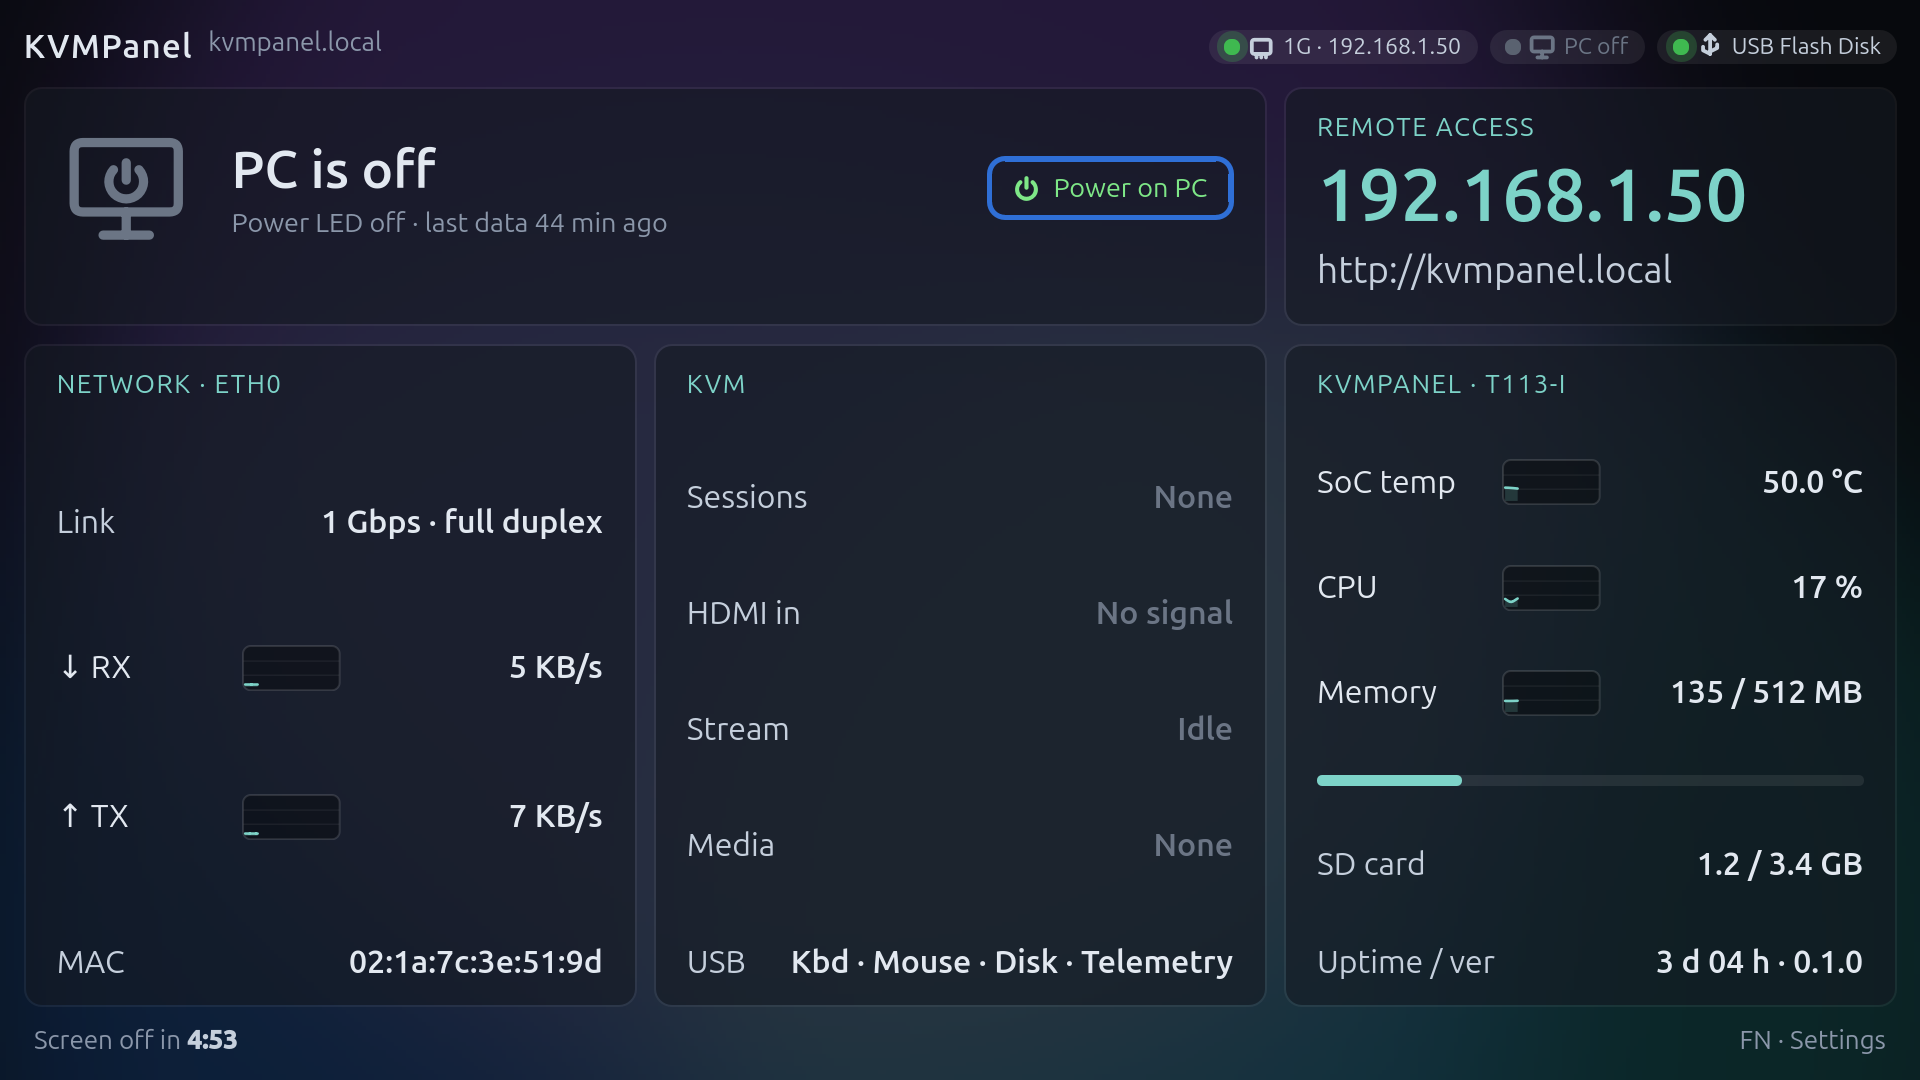 KVMPanel kvmpanel.local
1G · 192.168.1.50
PC off
USB Flash Disk
PC is off
Power LED off · last data 44 min ago
Power on PC
REMOTE ACCESS
192.168.1.50
http://kvmpanel.local
NETWORK · ETH0
Link 1 Gbps · full duplex
↓ RX 5 KB/s
↑ TX 7 KB/s
MAC 02:1a:7c:3e:51:9d
KVM
Sessions None
HDMI in No signal
Stream Idle
Media None
USB Kbd · Mouse · Disk · Telemetry
KVMPANEL · T113-I
SoC temp 50.0 °C
CPU 17 %
Memory 135 / 512 MB
SD card 1.2 / 3.4 GB
Uptime / ver 3 d 04 h · 0.1.0
Screen off in 4:53
FN · Settings